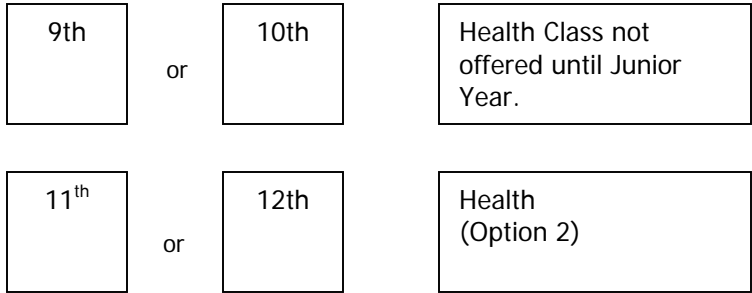 9th
or
10th
Health Class not
offered until Junior
Year.
11th
or
12th
Health
(Option 2)